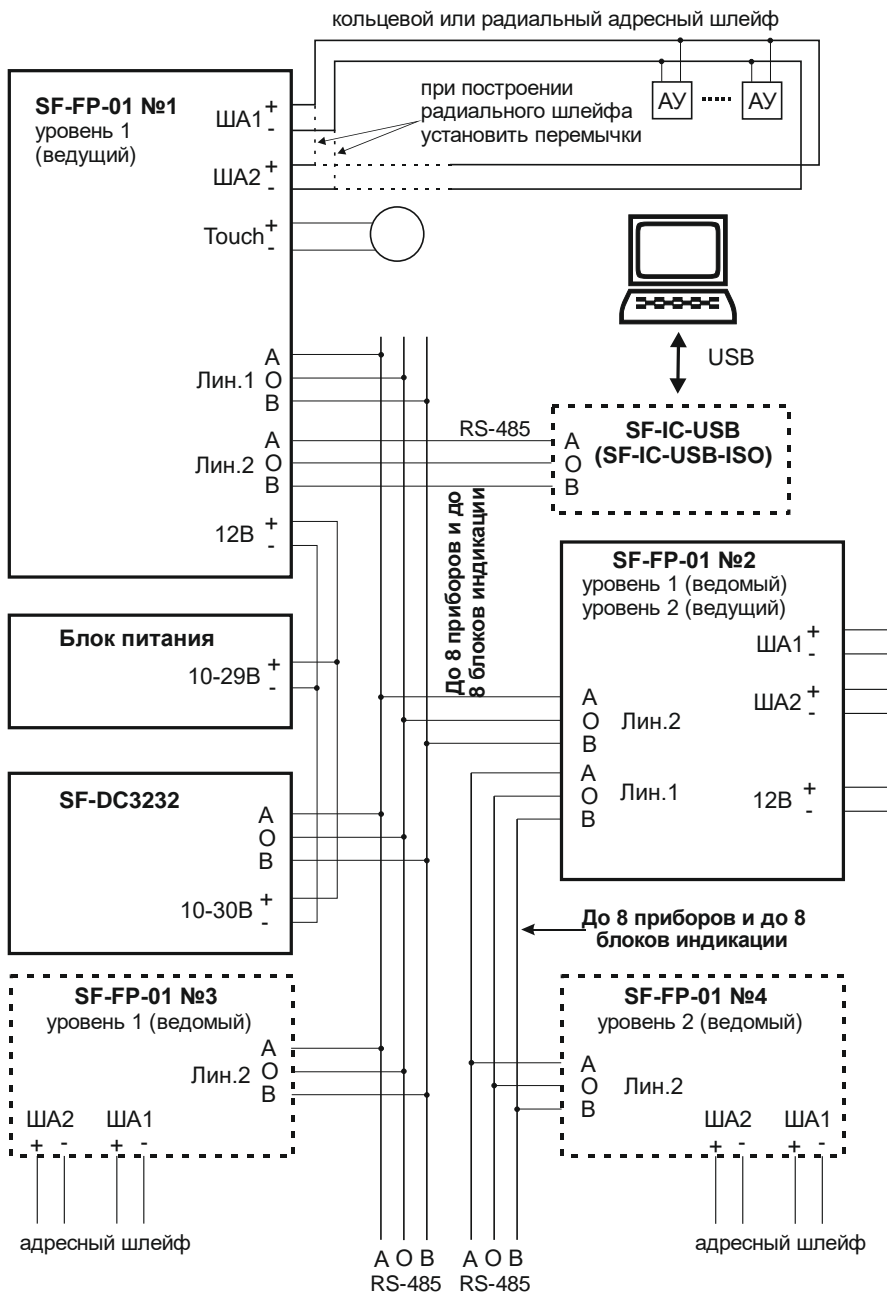 кольцевой или радиальный адресный шлейф
SF-FP-01 №1
уровень 1
(ведущий)
ША1 +
-
ША2 +
-
при построении
радиального шлейфа
установить перемычки
АУ АУ
Touch +
-
USB
A
Лин.1 O
B
A
Лин.2 O
B
RS-485
A
O
B
SF-IC-USB
(SF-IC-USB-ISO)
12В +
-
До 8 приборов и до
8 блоков индикации
Блок питания
10-29В +
-
SF-FP-01 №2
уровень 1 (ведомый)
уровень 2 (ведущий)
ША1 +
-
ША2 +
-
A
O Лин.2
B
A
O Лин.1
B
12В +
-
SF-DC3232
A
O
B
10-30В +
-
До 8 приборов и до 8
блоков индикации
SF-FP-01 №3
уровень 1 (ведомый)
A
Лин.2 O
B
ША2 ША1
+ - + -
адресный шлейф
SF-FP-01 №4
уровень 2 (ведомый)
A
O Лин.2
B
ША2 ША1
+ - + -
адресный шлейф
A O B A O B
RS-485 RS-485